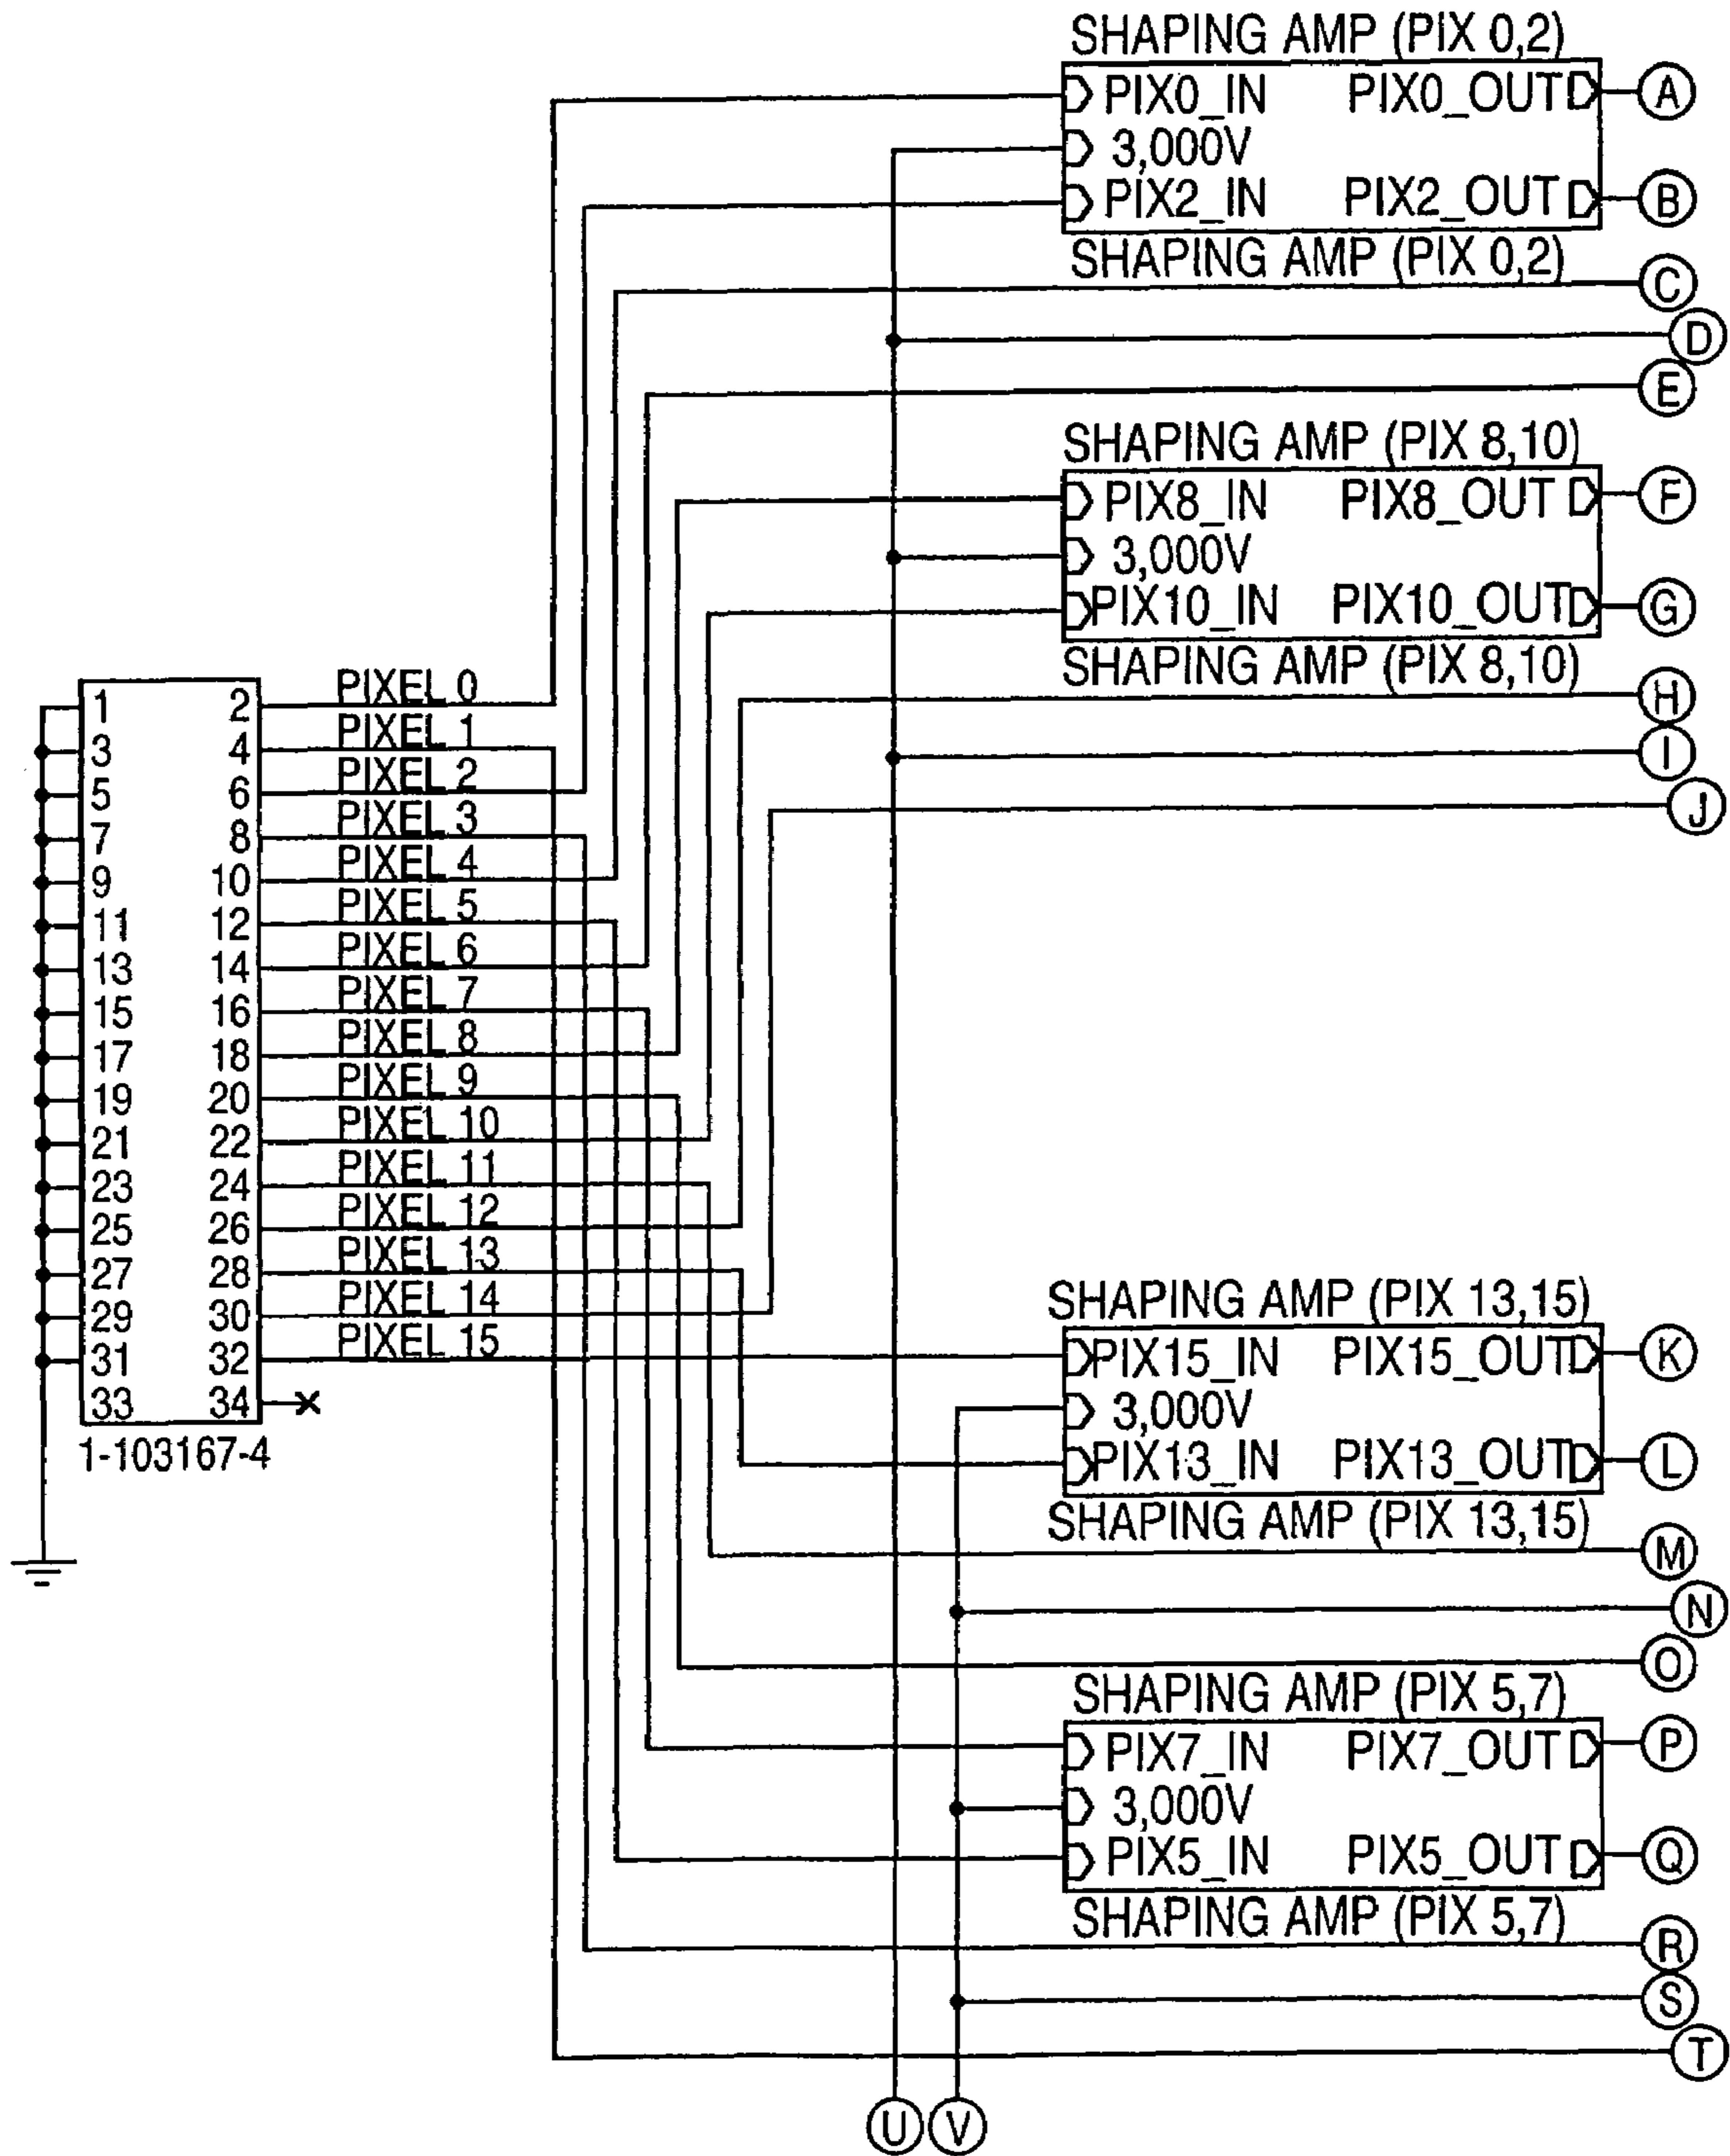 SHAPING AMP (PIX 0,2)
PIX0_IN PIX0_OUT A
3,000V
PIX2_IN PIX2_OUT B
SHAPING AMP (PIX 0,2)
C
D
E
SHAPING AMP (PIX 8,10)
PIX8_IN PIX8_OUT F
3,000V
PIX10_IN PIX10_OUT G
SHAPING AMP (PIX 8,10)
H
I
J
1 2 PIXEL 0
3 4 PIXEL 1
5 6 PIXEL 2
7 8 PIXEL 3
9 10 PIXEL 4
11 12 PIXEL 5
13 14 PIXEL 6
15 16 PIXEL 7
17 18 PIXEL 8
19 20 PIXEL 9
21 22 PIXEL 10
23 24 PIXEL 11
25 26 PIXEL 12
27 28 PIXEL 13
29 30 PIXEL 14
31 32 PIXEL 15
33 34
1-103167-4
SHAPING AMP (PIX 13,15)
PIX15_IN PIX15_OUT K
3,000V
PIX13_IN PIX13_OUT L
SHAPING AMP (PIX 13,15)
M
N
O
SHAPING AMP (PIX 5,7)
PIX7_IN PIX7_OUT P
3,000V
PIX5_IN PIX5_OUT Q
SHAPING AMP (PIX 5,7)
R
S
T
U V